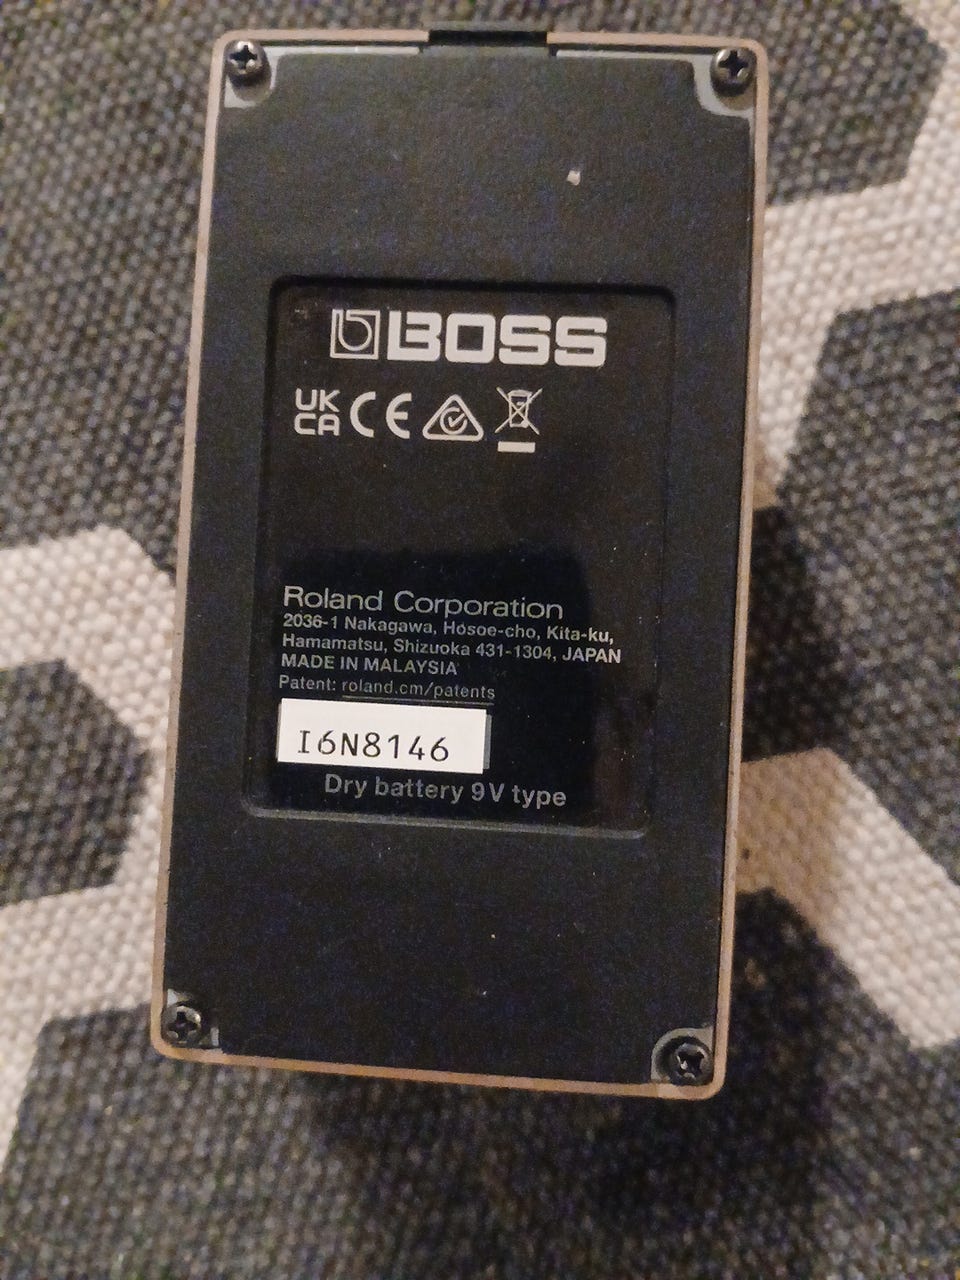 BOSS
UK
CA CE
Roland Corporation
2036-1 Nakagawa, Hosoe-cho, Kita-ku,
Hamamatsu, Shizuoka 431-1304, JAPAN
MADE IN MALAYSIA
Patent: roland.cm/patents
I6N8146
Dry battery 9V type